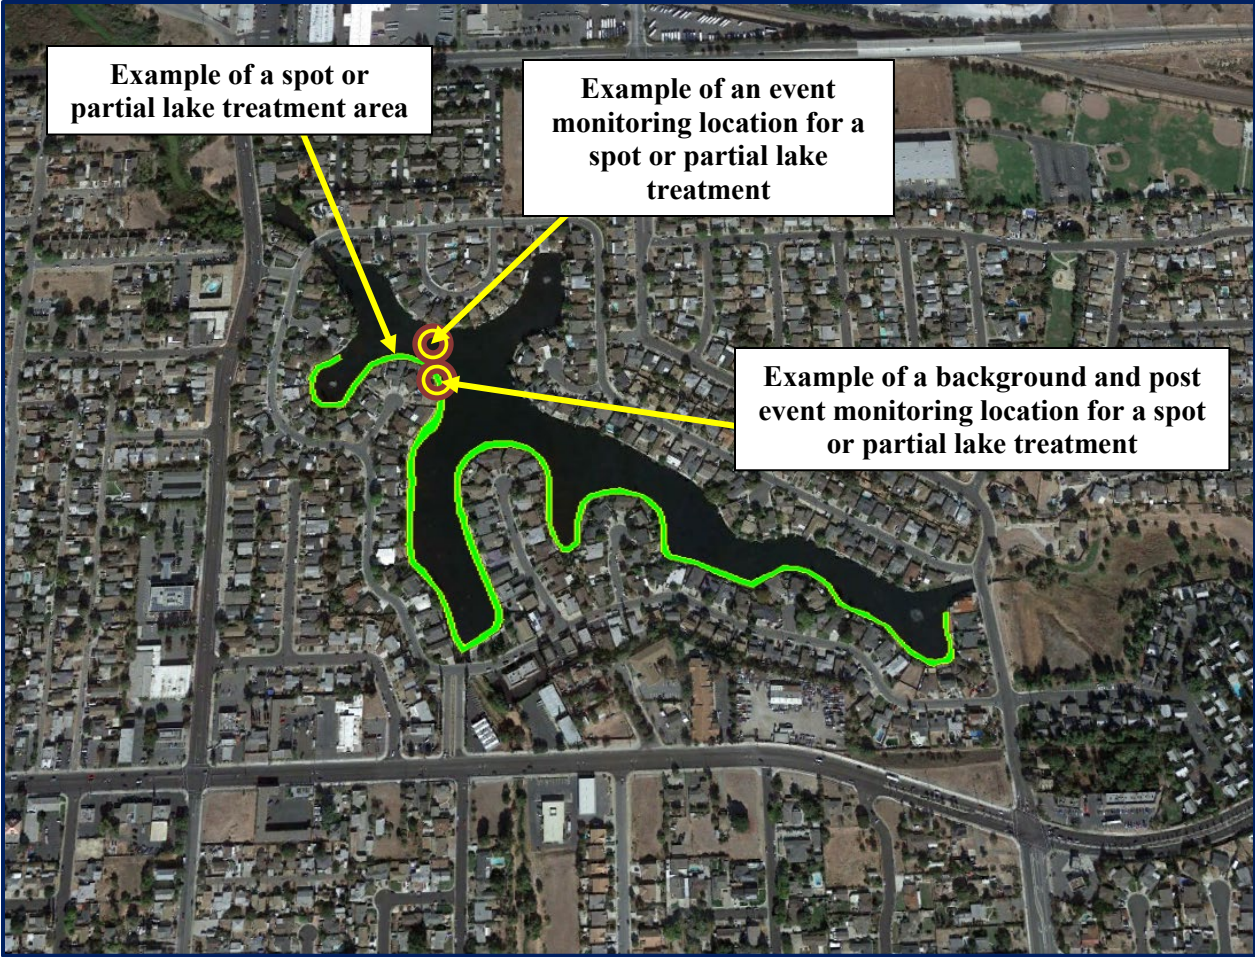 Example of a spot or
partial lake treatment area
Example of an event
monitoring location for a
spot or partial lake
treatment
Example of a background and post
event monitoring location for a spot
or partial lake treatment